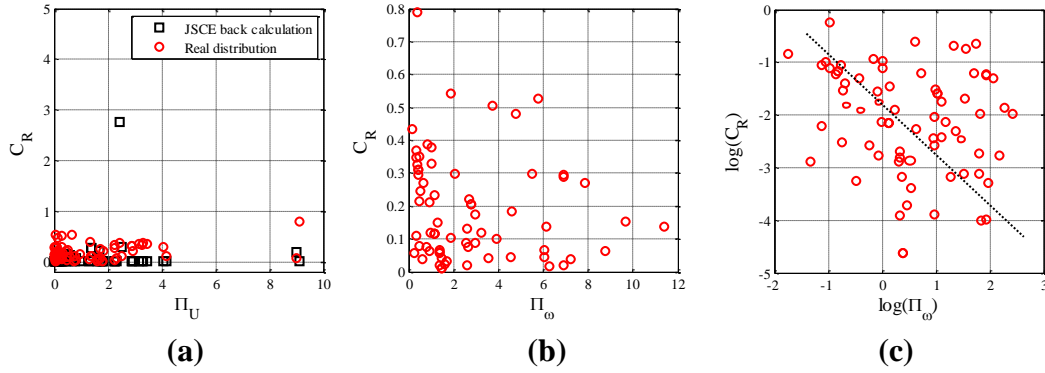 5
4
3
2
1
0
C_R
0 2 4 6 8 10
Π_U
JSCE back calculation
Real distribution
(a)
0.8
0.7
0.6
0.5
0.4
0.3
0.2
0.1
0
C_R
0 2 4 6 8 10 12
Π_ω
(b)
-0
-1
-2
-3
-4
-5
log(C_R)
-2 -1 0 1 2 3
log(Π_ω)
(c)